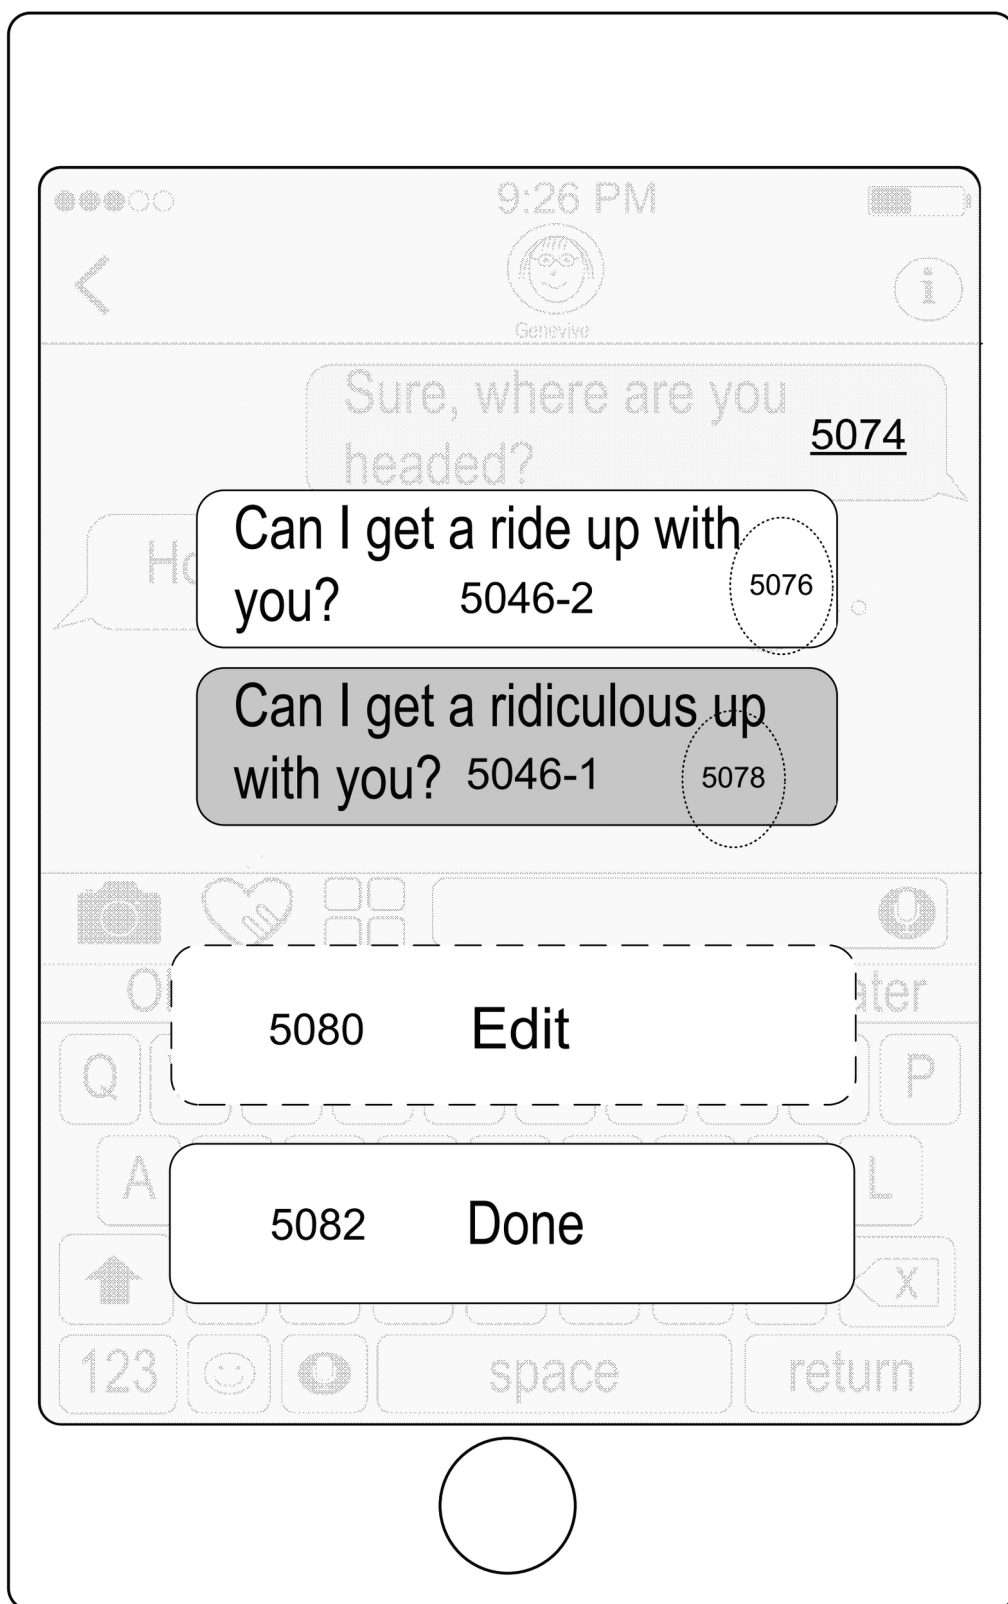 9:26 PM
i
Genevive
Sure, where are you
5074
headed?
Can I get a ride up with
you? 5046-2
5076
Can I get a ridiculous up
with you? 5046-1
5078
5080 Edit
Q P
A L
5082 Done
X
123 space return